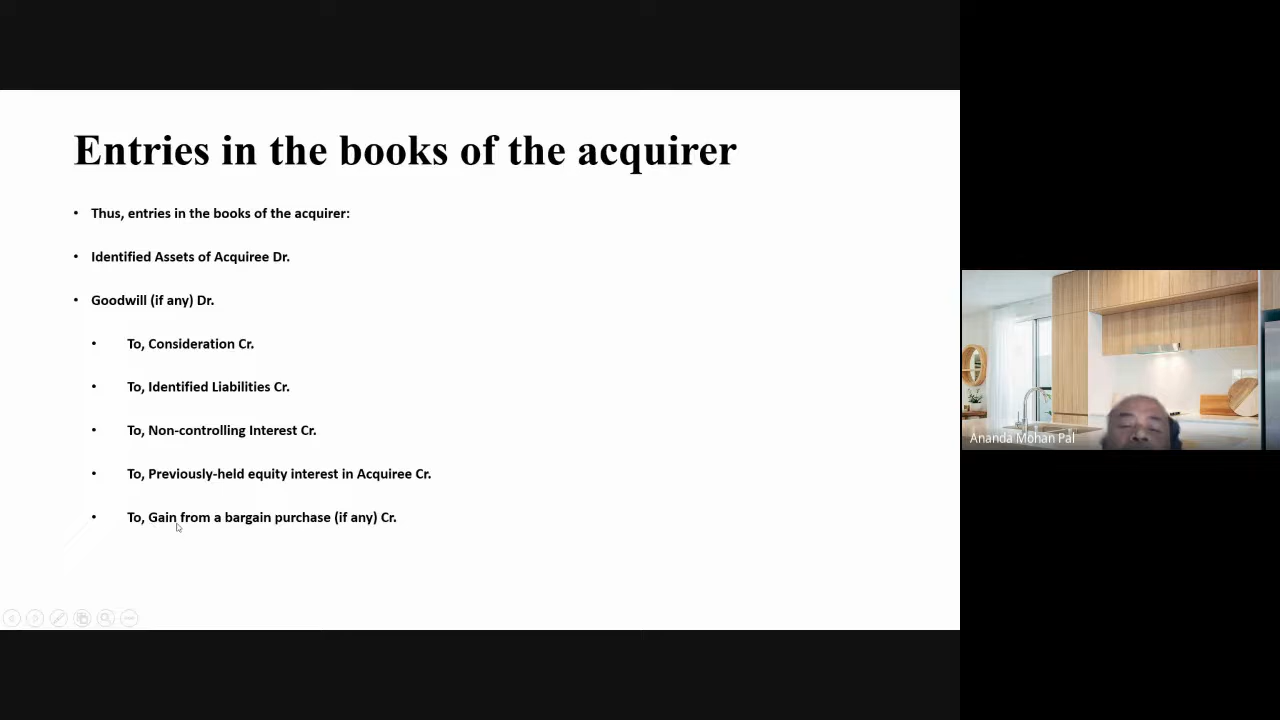 Entries in the books of the acquirer
• Thus, entries in the books of the acquirer:
• Identified Assets of Acquiree Dr.
• Goodwill (if any) Dr.
• To, Consideration Cr.
• To, Identified Liabilities Cr.
• To, Non-controlling Interest Cr.
• To, Previously-held equity interest in Acquiree Cr.
• To, Gain from a bargain purchase (if any) Cr.
Ananda Mohan Pal